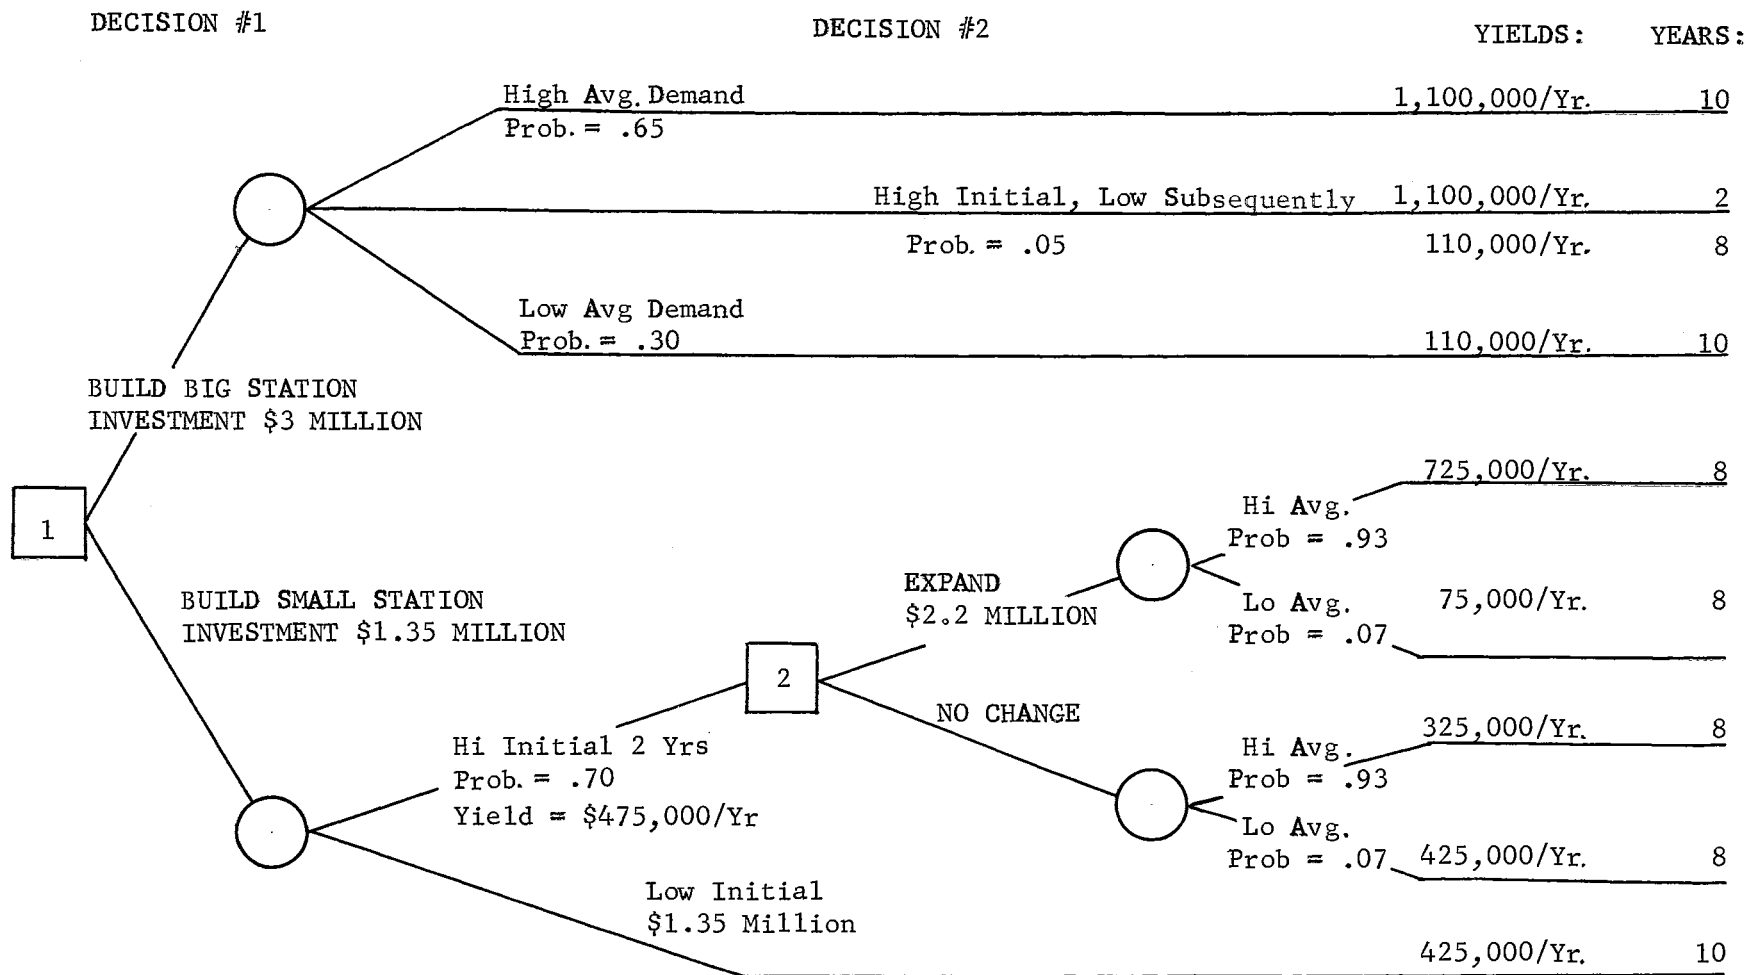 DECISION #1 DECISION #2 YIELDS: YEARS:
High Avg. Demand 1,100,000/Yr. 10
Prob. = .65
High Initial, Low Subsequently 1,100,000/Yr. 2
Prob. = .05 110,000/Yr. 8
Low Avg Demand
Prob. = .30 110,000/Yr. 10
BUILD BIG STATION
INVESTMENT $3 MILLION
725,000/Yr. 8
Hi Avg.
Prob = .93
1
EXPAND
$2.2 MILLION
Lo Avg. 75,000/Yr. 8
Prob = .07
BUILD SMALL STATION
INVESTMENT $1.35 MILLION
2
NO CHANGE
325,000/Yr. 8
Hi Avg.
Prob = .93
Hi Initial 2 Yrs
Prob. = .70
Yield = $475,000/Yr
Lo Avg.
Prob = .07 425,000/Yr. 8
Low Initial
$1.35 Million
425,000/Yr. 10